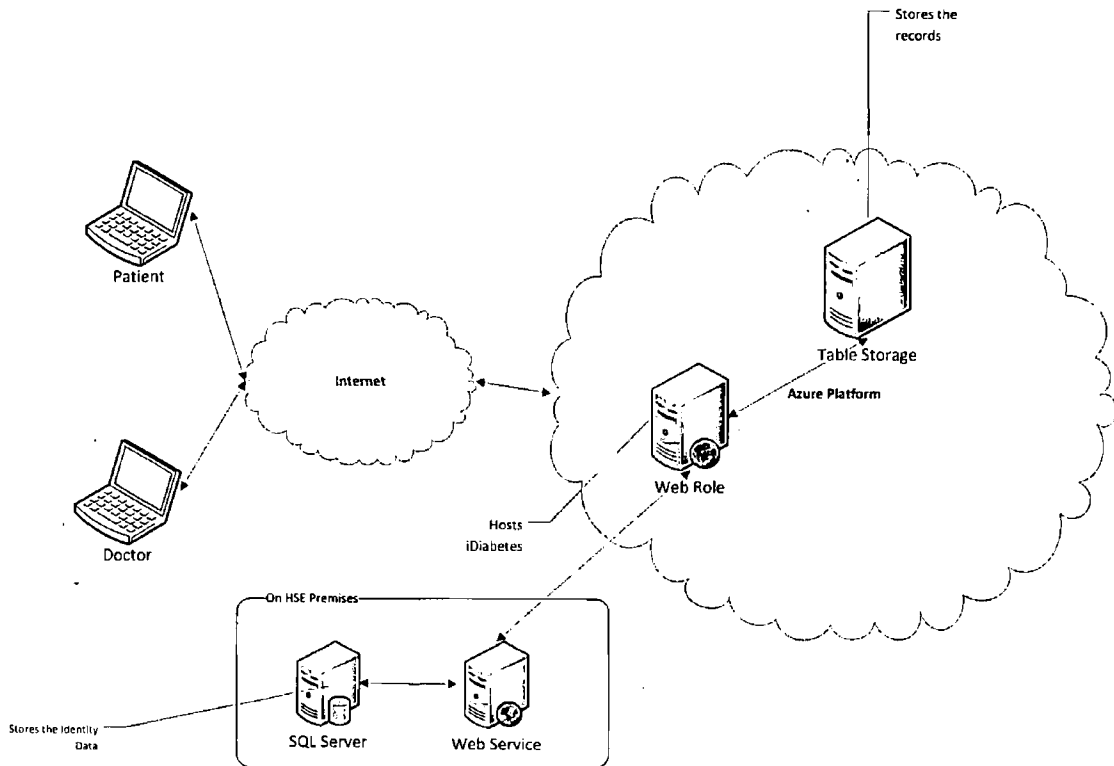 Stores the
records
Patient
Table Storage
Internet
Azure Platform
Web Role
Hosts
iDiabetes
Doctor
On HSE Premises
Stores the Identity
Data
SQL Server
Web Service